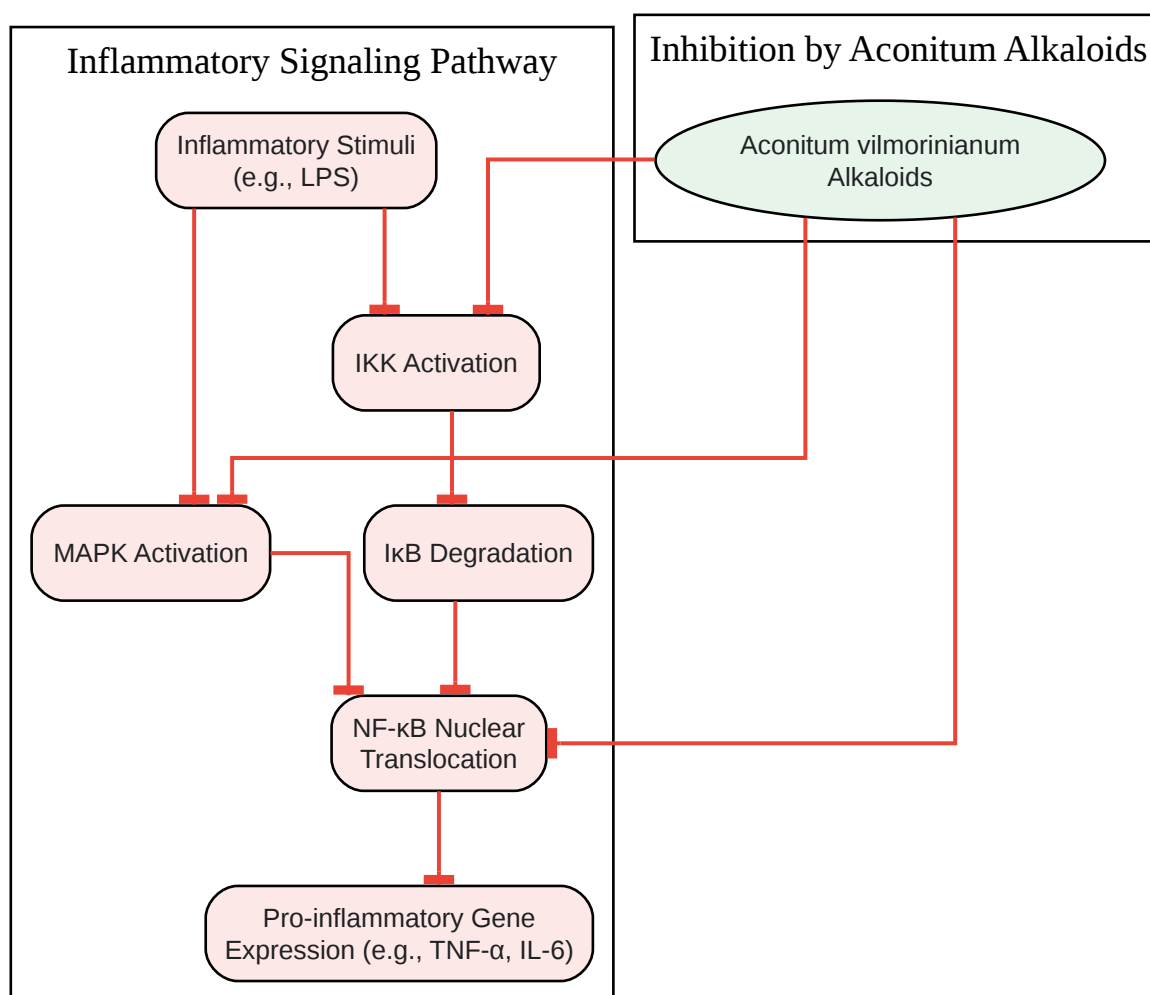 Inflammatory Signaling Pathway
Inhibition by Aconitum Alkaloids
Inflammatory Stimuli
(e.g., LPS)
Aconitum vilmorinianum
Alkaloids
IKK Activation
MAPK Activation
IκB Degradation
NF-κB Nuclear
Translocation
Pro-inflammatory Gene
Expression (e.g., TNF-α, IL-6)